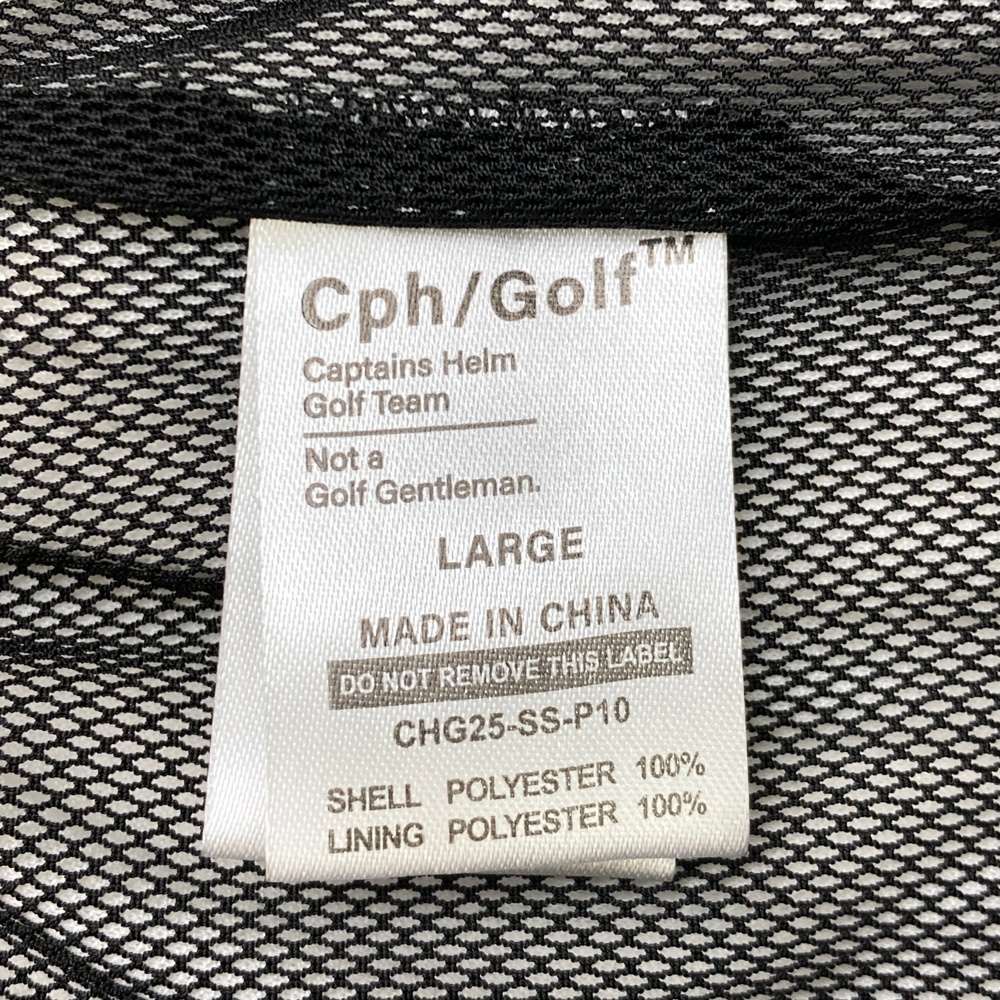 Cph/Golf™
Captains Helm
Golf Team
Not a
Golf Gentleman.
LARGE
MADE IN CHINA
DO NOT REMOVE THIS LABEL
CHG25-SS-P10
SHELL POLYESTER 100%
LINING POLYESTER 100%